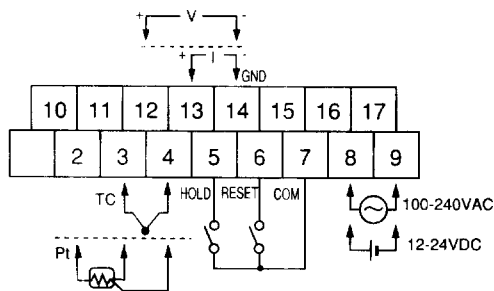 + V -
+ I -
GND
10 11 12 13 14 15 16 17
2 3 4 5 6 7 8 9
TC HOLD RESET COM
100-240VAC
Pt
12-24VDC